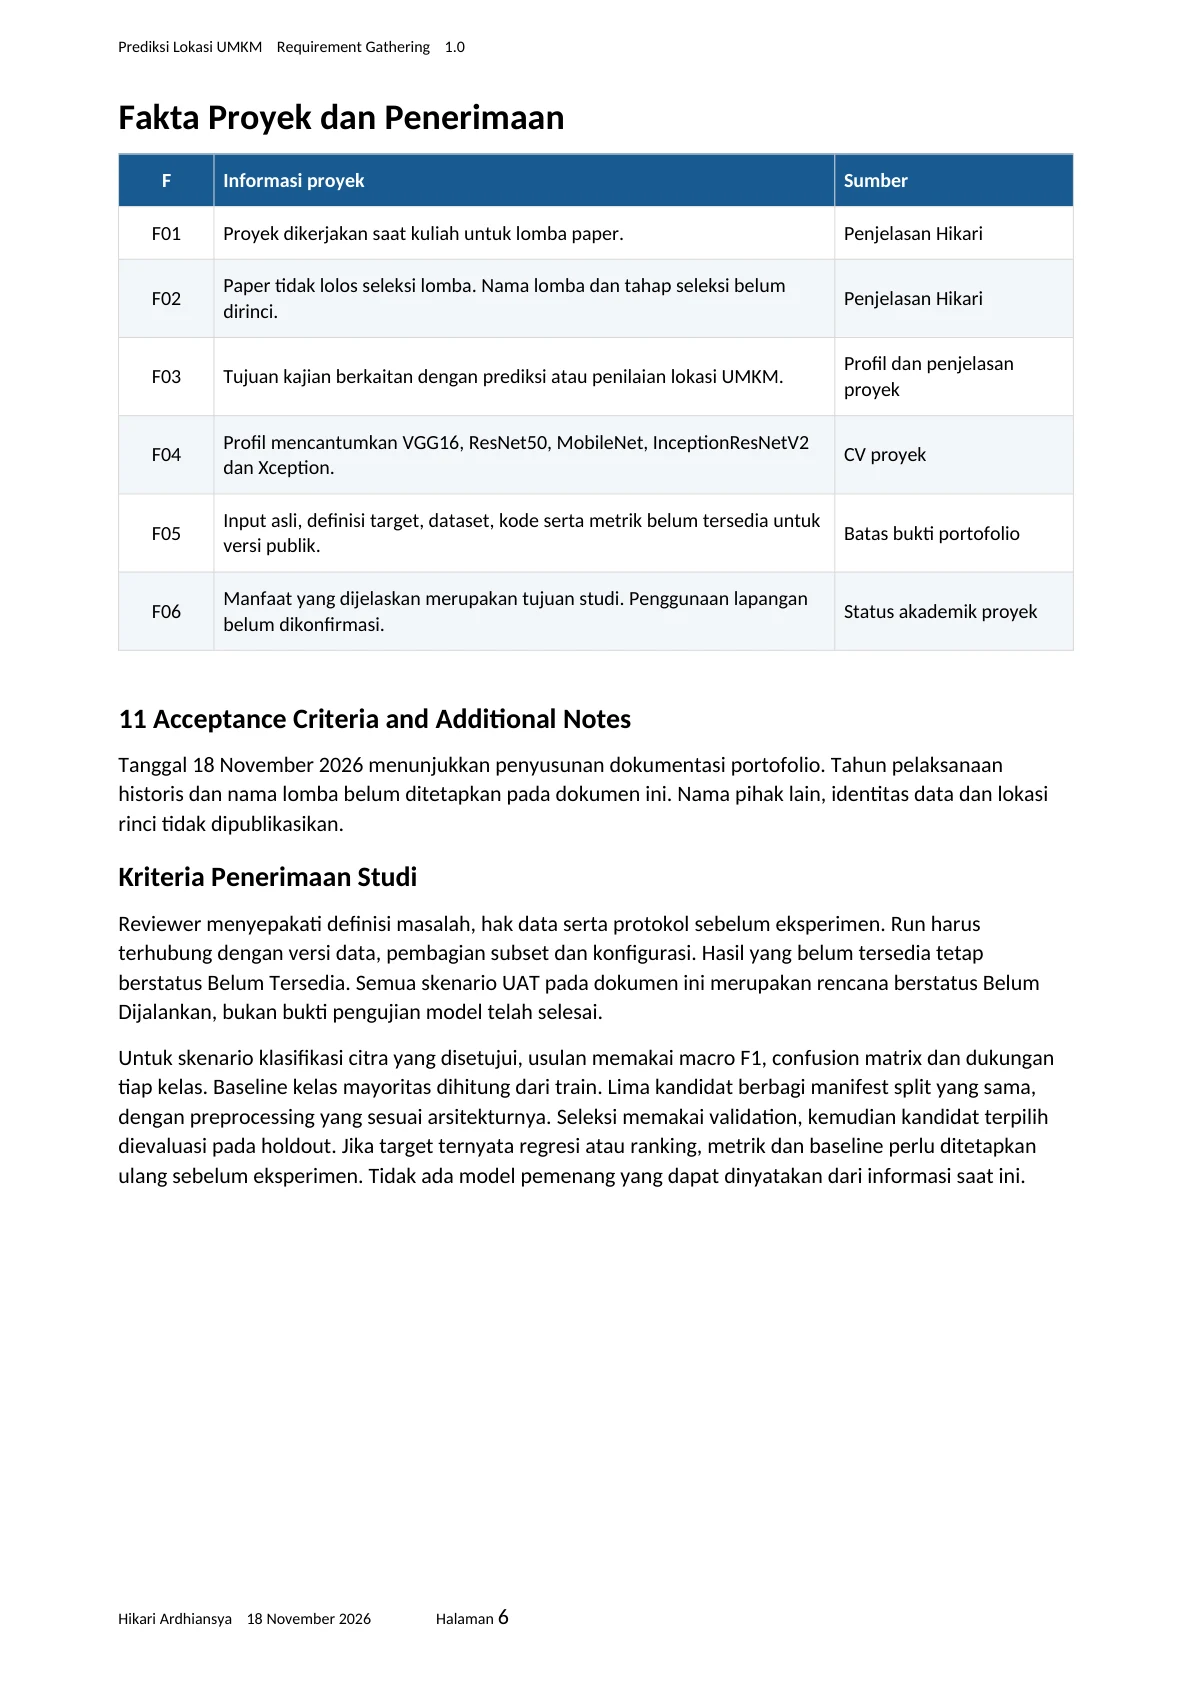 Prediksi Lokasi UMKM Requirement Gathering 1.0
Fakta Proyek dan Penerimaan
F Informasi proyek Sumber
F01 Proyek dikerjakan saat kuliah untuk lomba paper. Penjelasan Hikari
F02 Paper tidak lolos seleksi lomba. Nama lomba dan tahap seleksi belum
dirinci. Penjelasan Hikari
F03 Tujuan kajian berkaitan dengan prediksi atau penilaian lokasi UMKM. Profil dan penjelasan
proyek
F04 Profil mencantumkan VGG16, ResNet50, MobileNet, InceptionResNetV2
dan Xception. CV proyek
F05 Input asli, definisi target, dataset, kode serta metrik belum tersedia untuk
versi publik. Batas bukti portofolio
F06 Manfaat yang dijelaskan merupakan tujuan studi. Penggunaan lapangan
belum dikonfirmasi. Status akademik proyek
11 Acceptance Criteria and Additional Notes
Tanggal 18 November 2026 menunjukkan penyusunan dokumentasi portofolio. Tahun pelaksanaan
historis dan nama lomba belum ditetapkan pada dokumen ini. Nama pihak lain, identitas data dan lokasi
rinci tidak dipublikasikan.
Kriteria Penerimaan Studi
Reviewer menyepakati definisi masalah, hak data serta protokol sebelum eksperimen. Run harus
terhubung dengan versi data, pembagian subset dan konfigurasi. Hasil yang belum tersedia tetap
berstatus Belum Tersedia. Semua skenario UAT pada dokumen ini merupakan rencana berstatus Belum
Dijalankan, bukan bukti pengujian model telah selesai.
Untuk skenario klasifikasi citra yang disetujui, usulan memakai macro F1, confusion matrix dan dukungan
tiap kelas. Baseline kelas mayoritas dihitung dari train. Lima kandidat berbagi manifest split yang sama,
dengan preprocessing yang sesuai arsitekturnya. Seleksi memakai validation, kemudian kandidat terpilih
dievaluasi pada holdout. Jika target ternyata regresi atau ranking, metrik dan baseline perlu ditetapkan
ulang sebelum eksperimen. Tidak ada model pemenang yang dapat dinyatakan dari informasi saat ini.
Hikari Ardhiansya 18 November 2026 Halaman 6